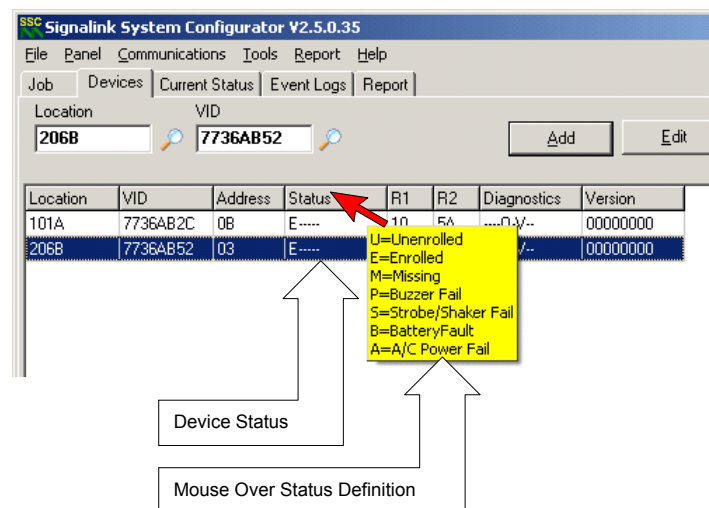 SSC Signalink System Configurator V2.5.0.35
File Panel Communications Tools Report Help
Job Devices Current Status Event Logs Report
Location VID
206B 7736AB52 Add Edit
Location VID Address Status R1 R2 Diagnostics Version
101A 7736AB2C 0B E----- 10 5A ----O-V-- 00000000
206B 7736AB52 03 E----- /-- 00000000
U=Unenrolled
E=Enrolled
M=Missing
P=Buzzer Fail
S=Strobe/Shaker Fail
B=BatteryFault
A=A/C Power Fail
Device Status
Mouse Over Status Definition